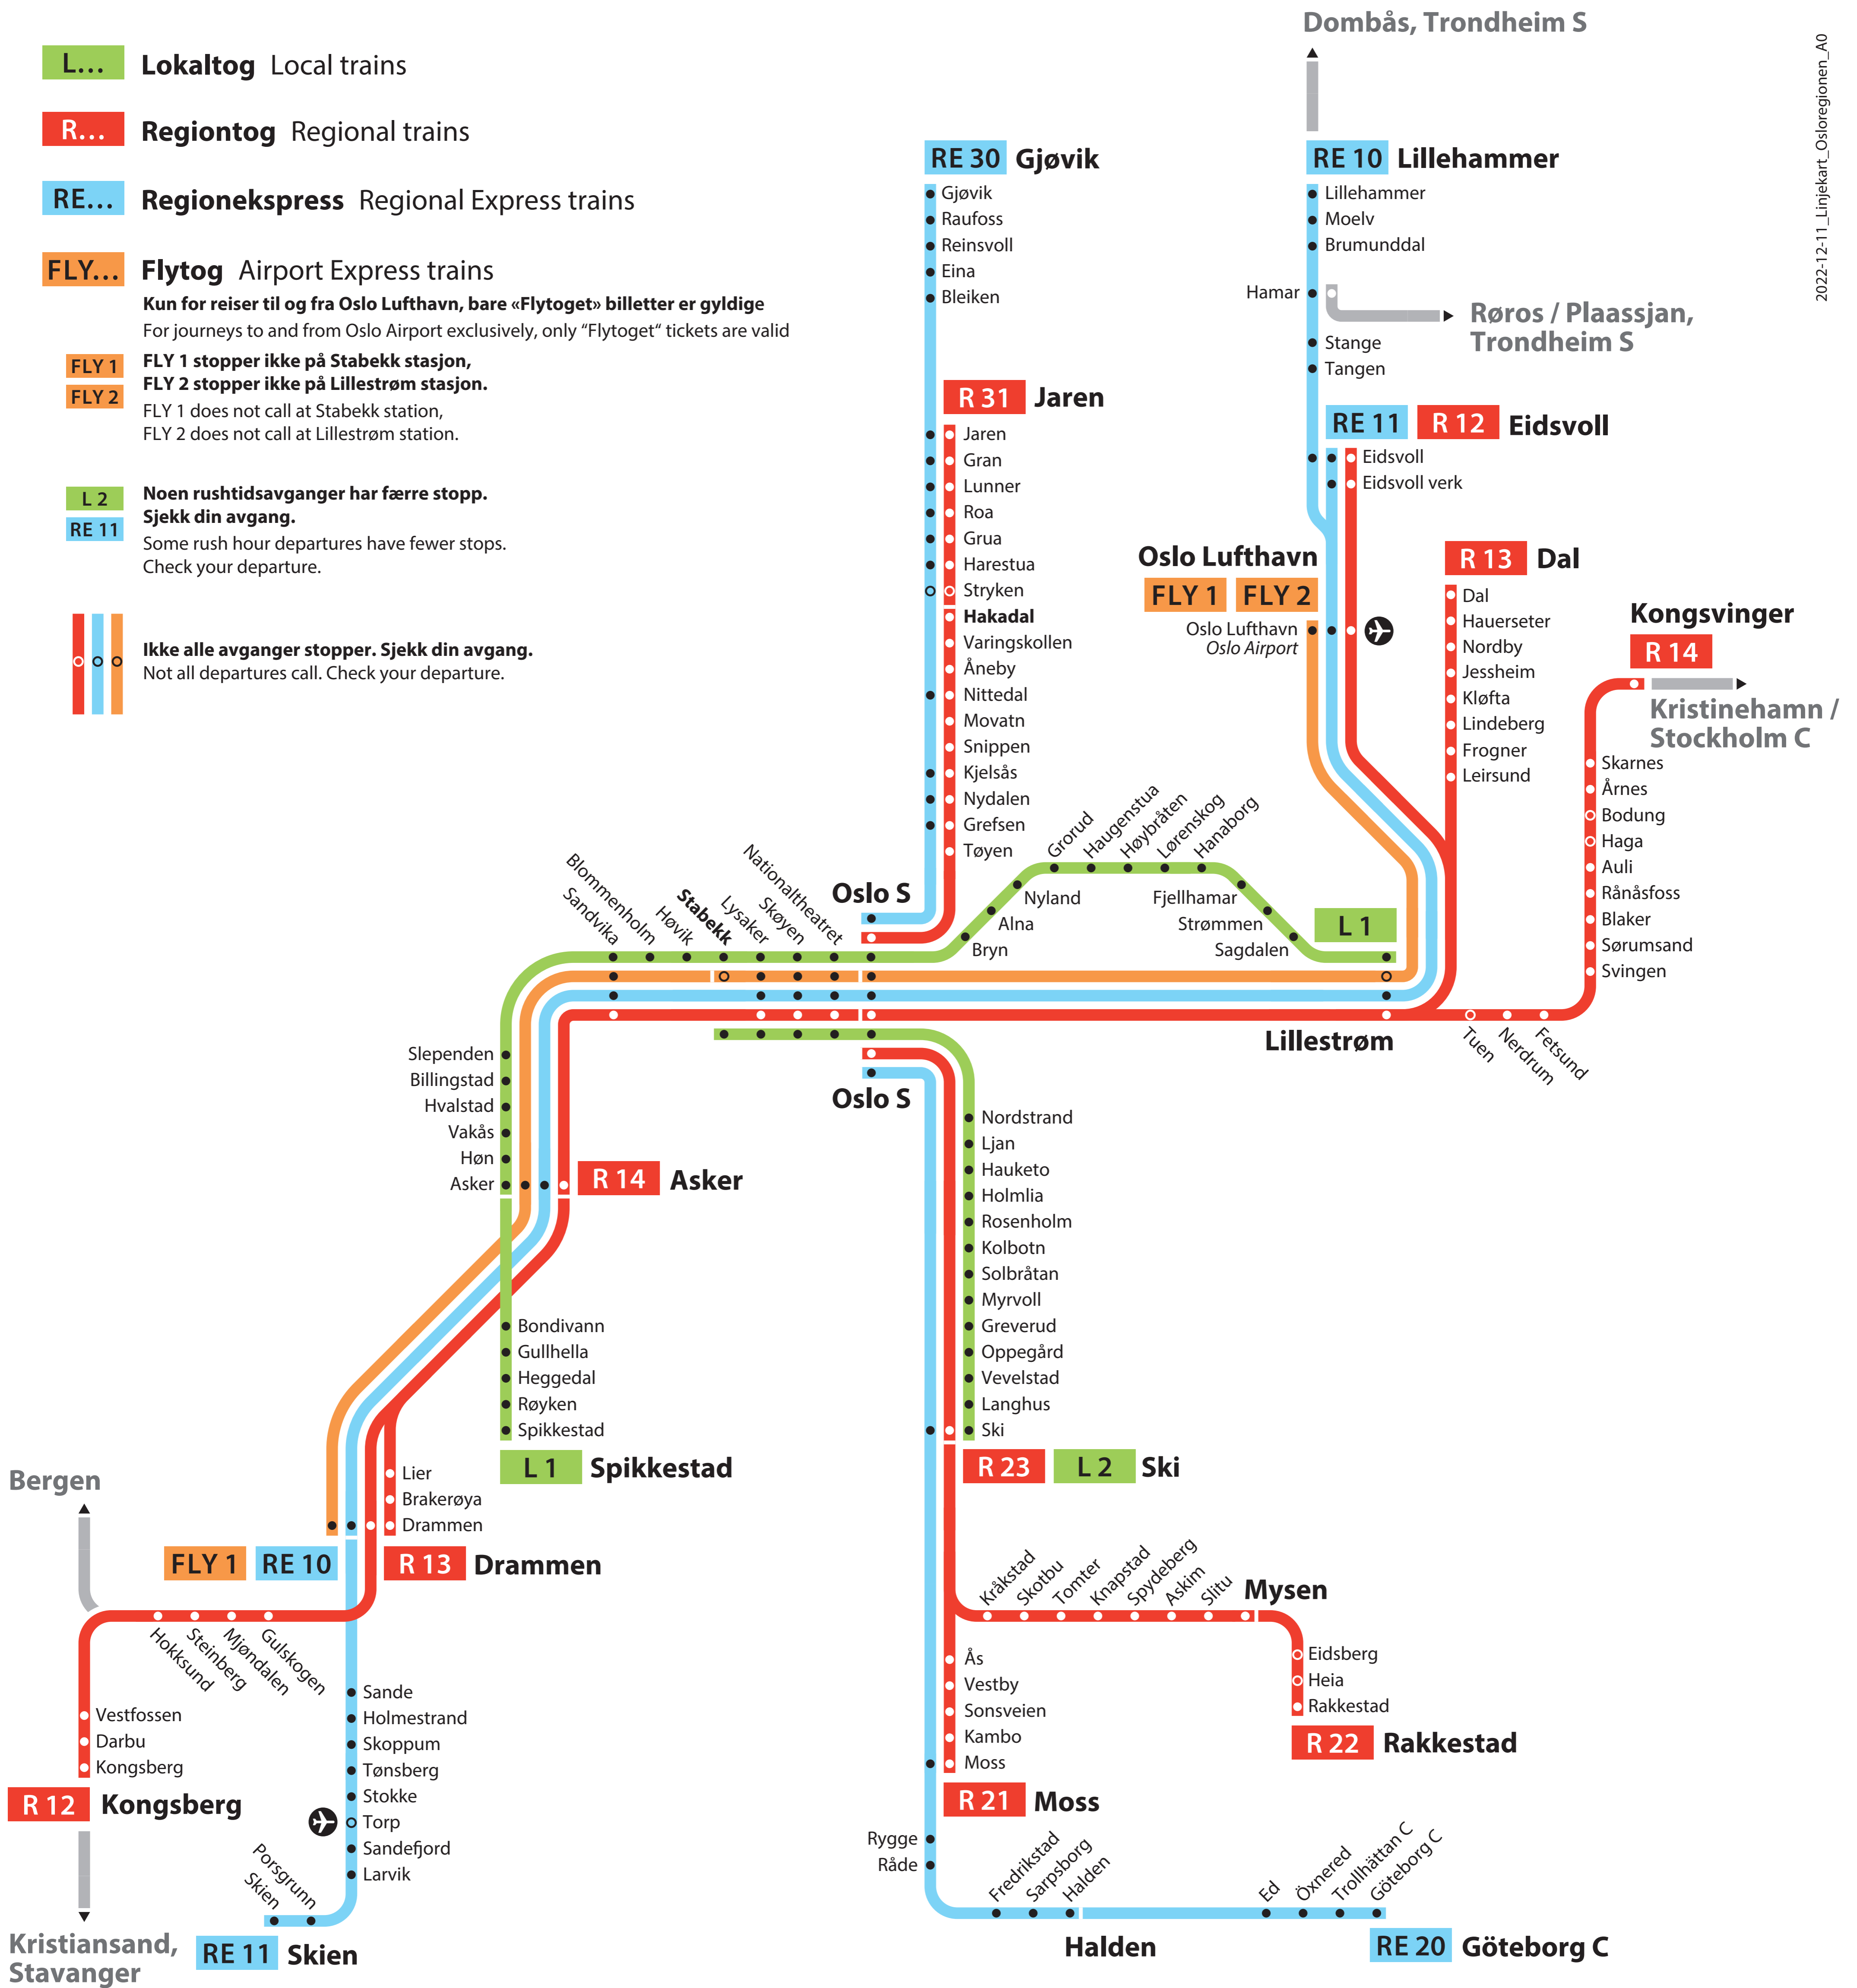 Dombås, Trondheim S
2022-12-11_Linjekart_Osloregionen_A0
L... Lokaltog Local trains
R... Regiontog Regional trains
RE... Regionekspress Regional Express trains
FLY... Flytog Airport Express trains
Kun for reiser til og fra Oslo Lufthavn, bare «Flytoget» billetter er gyldige
For journeys to and from Oslo Airport exclusively, only “Flytoget“ tickets are valid
FLY 1
FLY 2
FLY 1 stopper ikke på Stabekk stasjon,
FLY 2 stopper ikke på Lillestrøm stasjon.
FLY 1 does not call at Stabekk station,
FLY 2 does not call at Lillestrøm station.
L 2
RE 11
Noen rushtidsavganger har færre stopp.
Sjekk din avgang.
Some rush hour departures have fewer stops.
Check your departure.
Ikke alle avganger stopper. Sjekk din avgang.
Not all departures call. Check your departure.
RE 30 Gjøvik
Gjøvik
Raufoss
Reinsvoll
Eina
Bleiken
R 31 Jaren
Jaren
Gran
Lunner
Roa
Grua
Harestua
Stryken
Hakadal
Varingskollen
Åneby
Nittedal
Movatn
Snippen
Kjelsås
Nydalen
Grefsen
Tøyen
Oslo S
RE 10 Lillehammer
Lillehammer
Moelv
Brumunddal
Hamar
Røros / Plaassjan,
Trondheim S
Stange
Tangen
RE 11 R 12 Eidsvoll
Eidsvoll
Eidsvoll verk
Oslo Lufthavn
FLY 1 FLY 2
Oslo Lufthavn
Oslo Airport
R 13 Dal
Dal
Hauerseter
Nordby
Jessheim
Kløfta
Lindeberg
Frogner
Leirsund
Kongsvinger
R 14
Kristinehamn /
Stockholm C
Skarnes
Årnes
Bodung
Haga
Auli
Rånåsfoss
Blaker
Sørumsand
Svingen
Fetsund
Nerdrum
Tuen
Lillestrøm
L 1
Sandvika
Blommenholm
Høvik
Stabekk
Lysaker
Skøyen
Nationaltheatret
Bryn
Alna
Nyland
Grorud
Haugenstua
Høybråten
Lørenskog
Hanaborg
Fjellhamar
Strømmen
Sagdalen
Slependen
Billingstad
Hvalstad
Vakås
Høn
Asker
R 14 Asker
Bondivann
Gullhella
Heggedal
Røyken
Spikkestad
L 1 Spikkestad
Lier
Brakerøya
Drammen
FLY 1 RE 10 R 13 Drammen
Bergen
Hokksund
Steinberg
Mjøndalen
Gulskogen
Vestfossen
Darbu
Kongsberg
R 12 Kongsberg
Kristiansand,
Stavanger
Sande
Holmestrand
Skoppum
Tønsberg
Stokke
Torp
Sandefjord
Larvik
Porsgrunn
Skien
RE 11 Skien
Oslo S
Nordstrand
Ljan
Hauketo
Holmlia
Rosenholm
Kolbotn
Solbråtan
Myrvoll
Greverud
Oppegård
Vevelstad
Langhus
Ski
R 23 L 2 Ski
Kråkstad
Skotbu
Tomter
Knapstad
Spydeberg
Askim
Slitu
Mysen
Eidsberg
Heia
Rakkestad
R 22 Rakkestad
Ås
Vestby
Sonsveien
Kambo
Moss
R 21 Moss
Rygge
Råde
Fredrikstad
Sarpsborg
Halden
Halden
Ed
Öxnered
Trollhättan C
Göteborg C
RE 20 Göteborg C